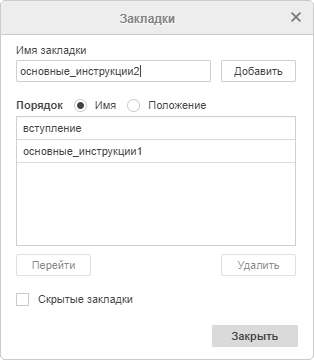 Закладки
Имя закладки
основные_инструкции2
Добавить
Порядок Имя Положение
вступление
основные_инструкции1
Перейти Удалить
Скрытые закладки
Закрыть